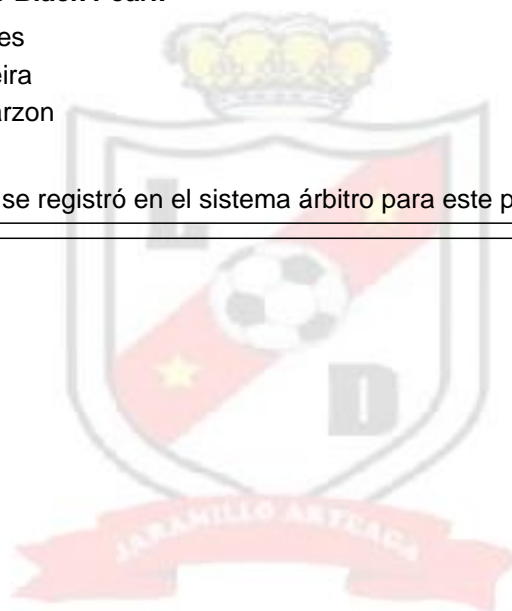 Black Pearl
es
eira
arzon
se registró en el sistema árbitro para este p
L
D
JARAMILLO ARTEAGA